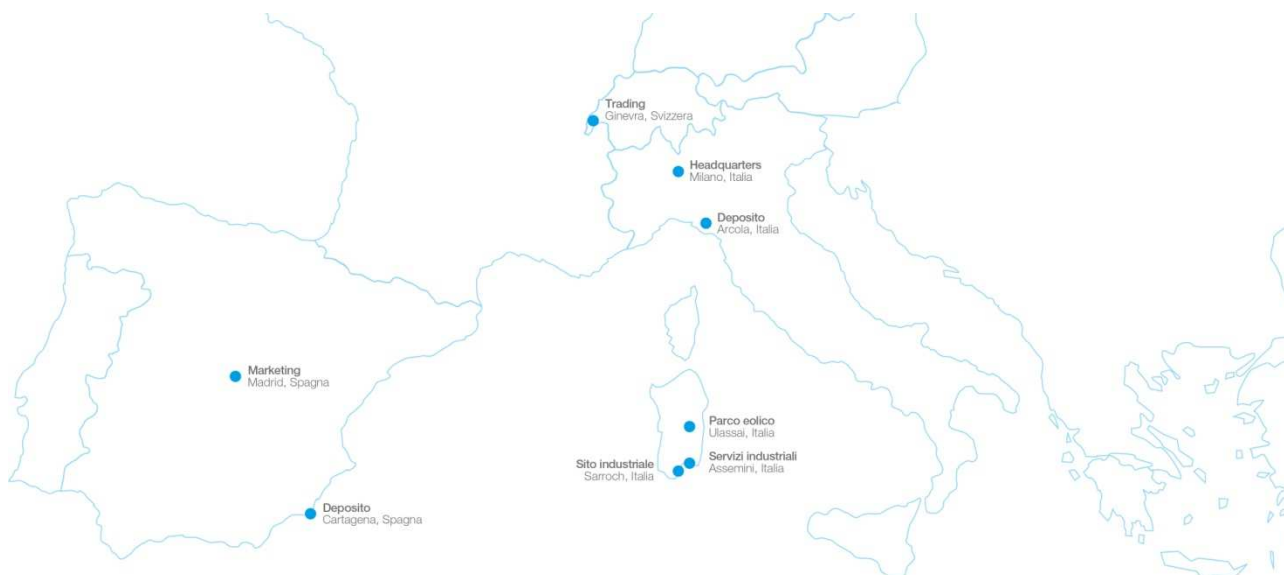 Trading
Ginevra, Svizzera
Headquarters
Milano, Italia
Deposito
Arcola, Italia
Marketing
Madrid, Spagna
Parco eolico
Ulassai, Italia
Servizi industriali
Assemini, Italia
Sito industriale
Sarroch, Italia
Deposito
Cartagena, Spagna